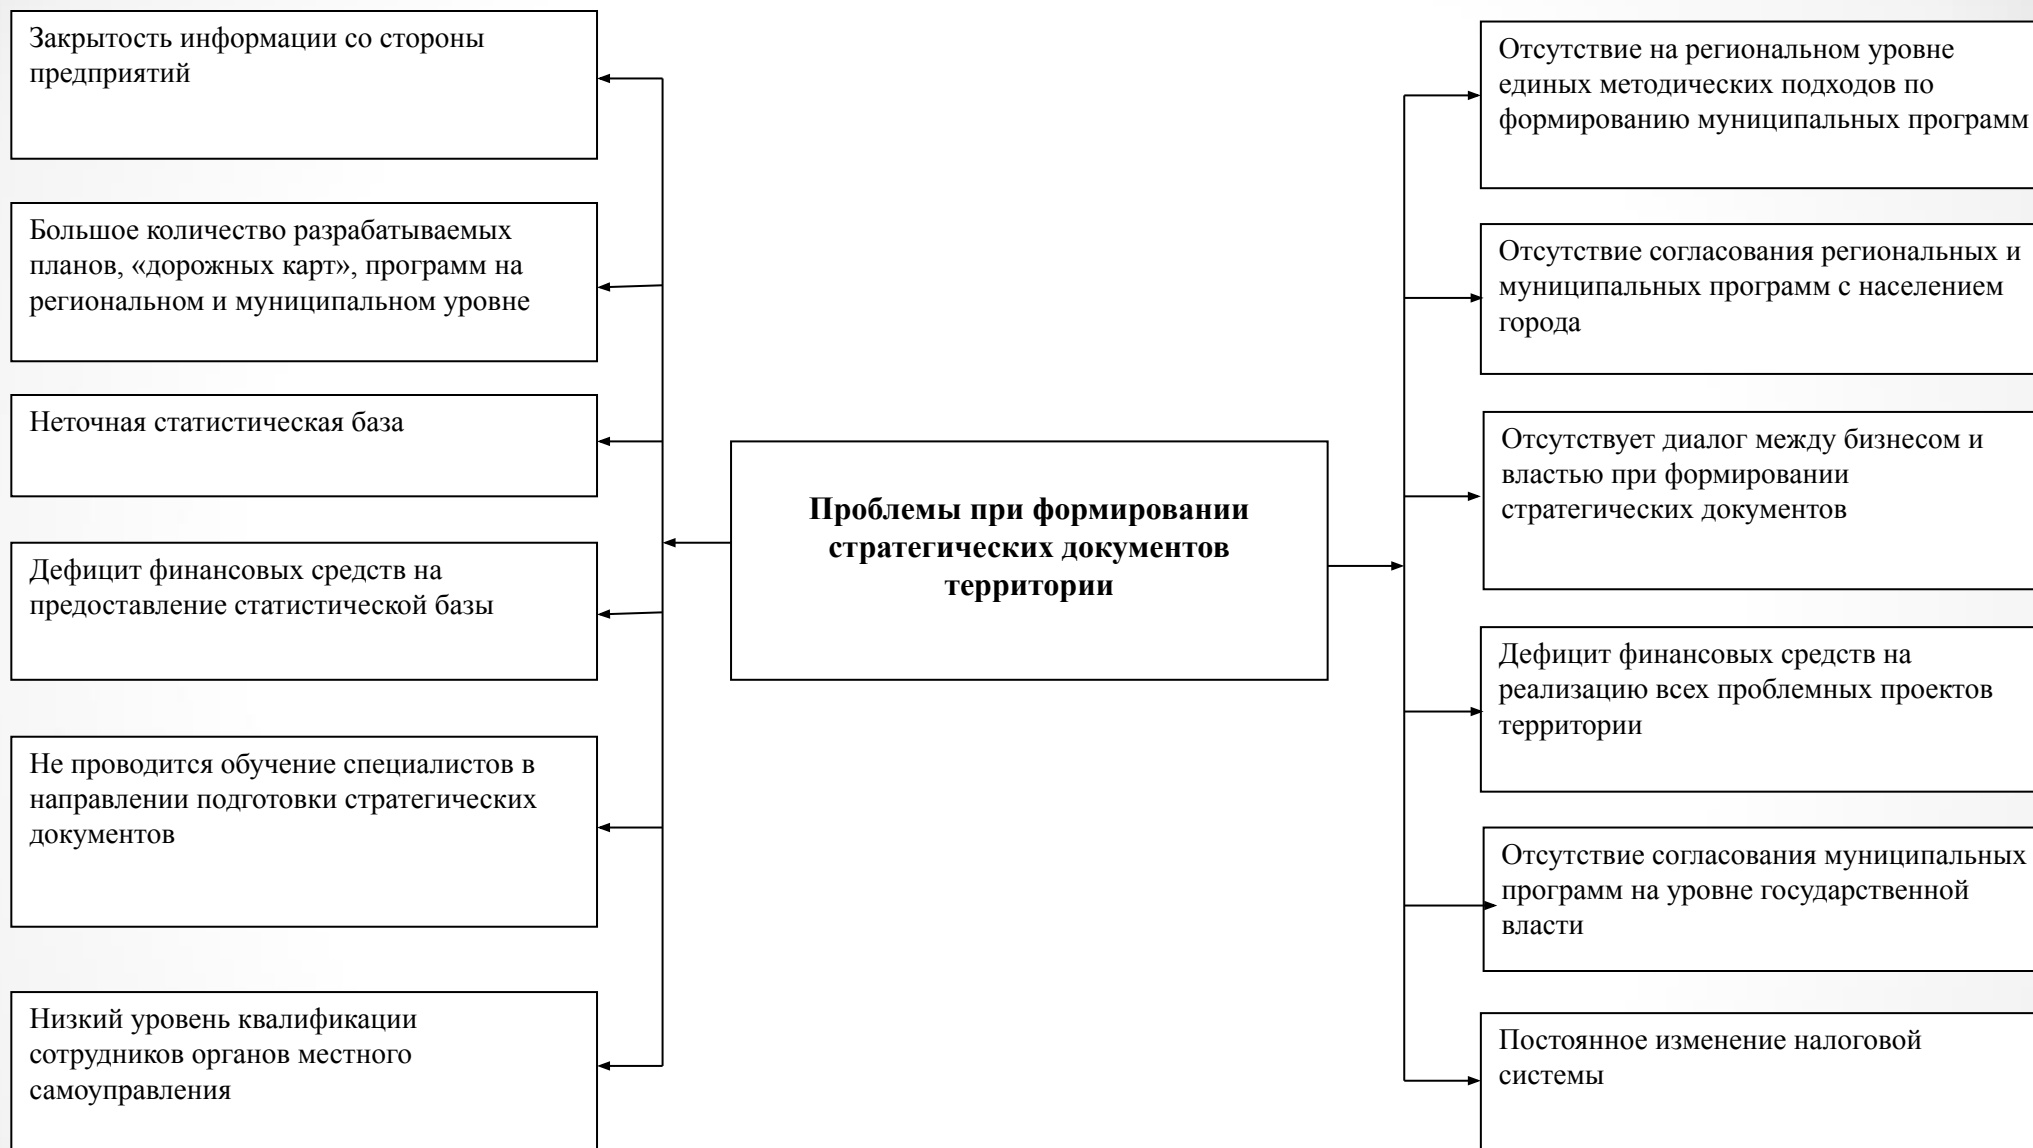 Закрытость информации со стороны
предприятий
Большое количество разрабатываемых
планов, «дорожных карт», программ на
региональном и муниципальном уровне
Неточная статистическая база
Дефицит финансовых средств на
предоставление статистической базы
Не проводится обучение специалистов в
направлении подготовки стратегических
документов
Низкий уровень квалификации
сотрудников органов местного
самоуправления
Проблемы при формировании
стратегических документов
территории
Отсутствие на региональном уровне
единых методических подходов по
формированию муниципальных программ
Отсутствие согласования региональных и
муниципальных программ с населением
города
Отсутствует диалог между бизнесом и
властью при формировании
стратегических документов
Дефицит финансовых средств на
реализацию всех проблемных проектов
территории
Отсутствие согласования муниципальных
программ на уровне государственной
власти
Постоянное изменение налоговой
системы